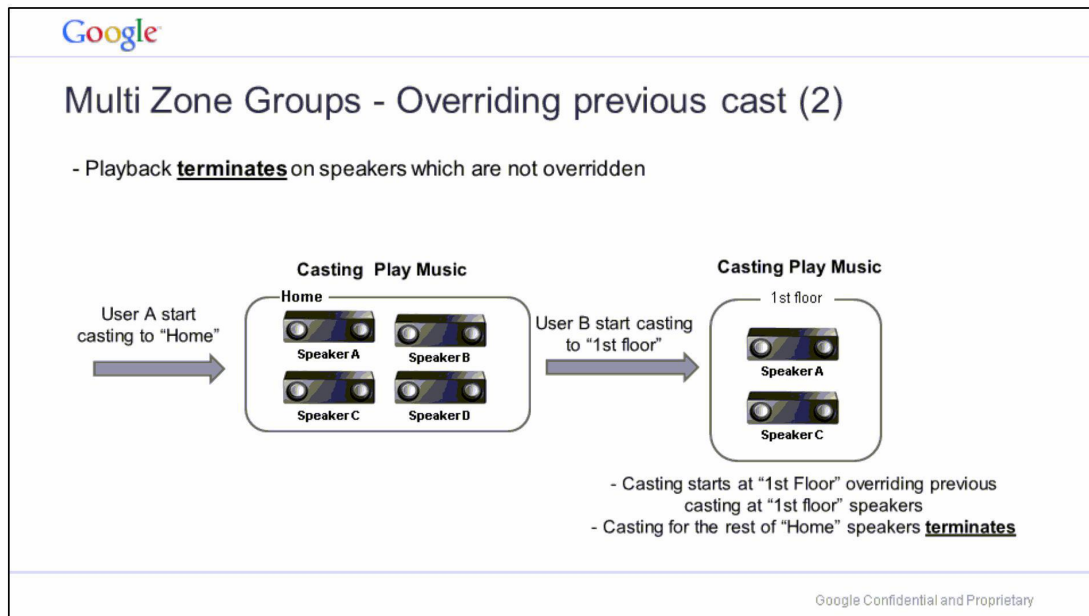 Google
Multi Zone Groups - Overriding previous cast (2)
- Playback terminates on speakers which are not overridden
User A start
casting to “Home”
Casting Play Music
Home
Speaker A
Speaker B
Speaker C
Speaker D
User B start casting
to “1st floor”
Casting Play Music
1st floor
Speaker A
Speaker C
- Casting starts at “1st Floor” overriding previous
casting at “1st floor” speakers
- Casting for the rest of “Home” speakers terminates
Google Confidential and Proprietary